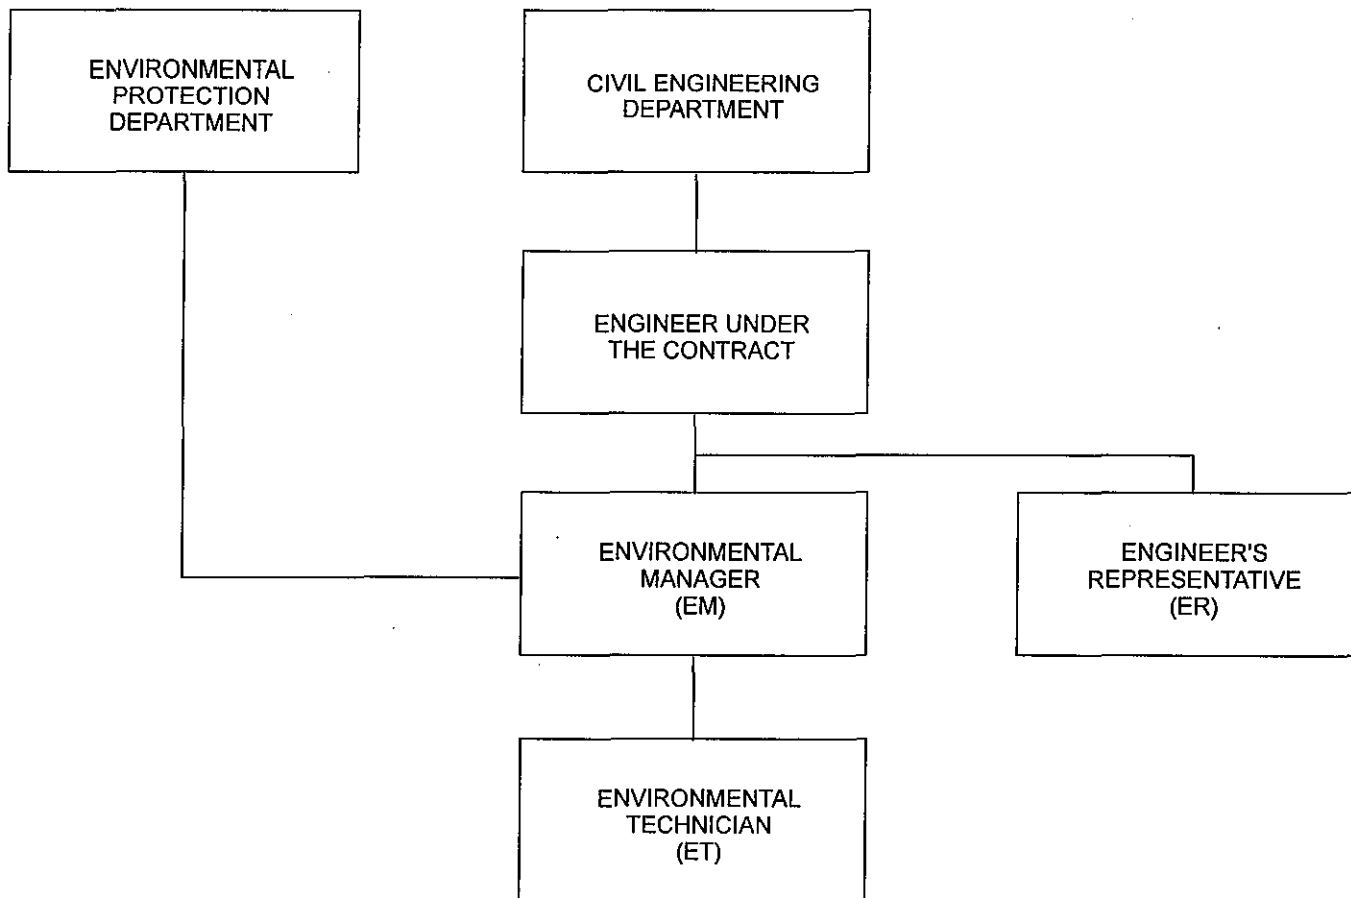 ENVIRONMENTAL
PROTECTION
DEPARTMENT
CIVIL ENGINEERING
DEPARTMENT
ENGINEER UNDER
THE CONTRACT
ENVIRONMENTAL
MANAGER
(EM)
ENGINEER'S
REPRESENTATIVE
(ER)
ENVIRONMENTAL
TECHNICIAN
(ET)